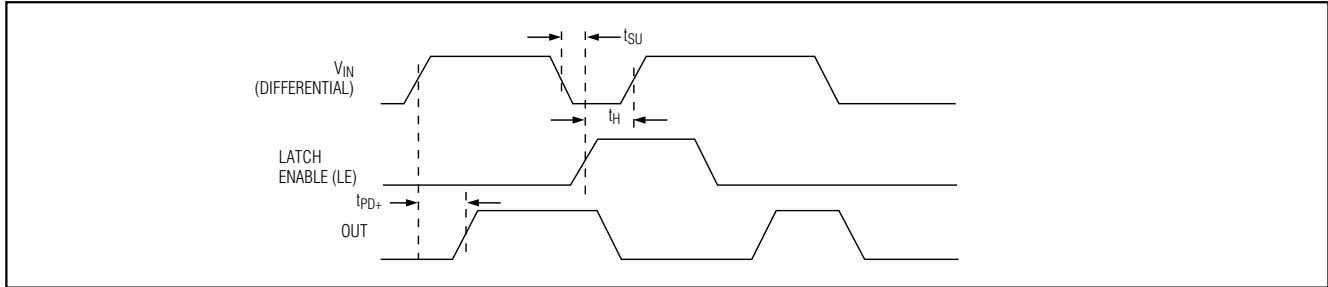 tSU
VIN
(DIFFERENTIAL)
tH
LATCH
ENABLE (LE)
tPD+
OUT